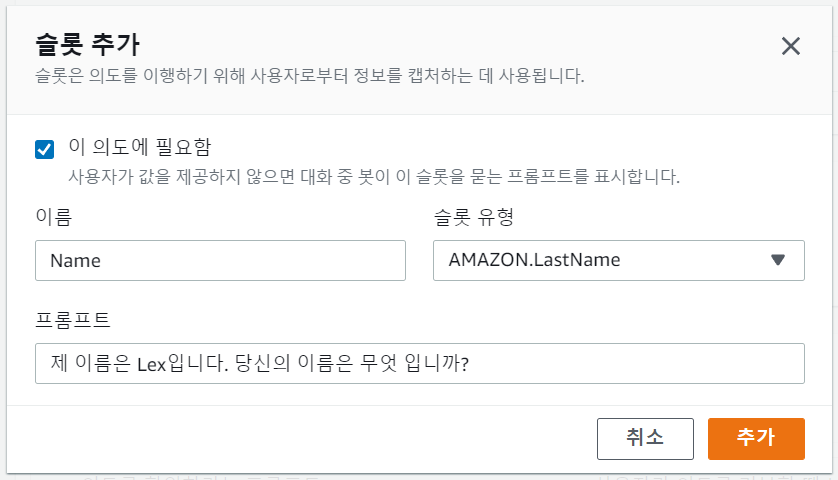 슬롯 추가
슬롯은 의도를 이행하기 위해 사용자로부터 정보를 캡처하는 데 사용됩니다.
이 의도에 필요함
사용자가 값을 제공하지 않으면 대화 중 봇이 이 슬롯을 묻는 프롬프트를 표시합니다.
이름
슬롯 유형
Name
AMAZON.LastName
프롬프트
제 이름은 Lex입니다. 당신의 이름은 무엇 입니까?
취소
추가